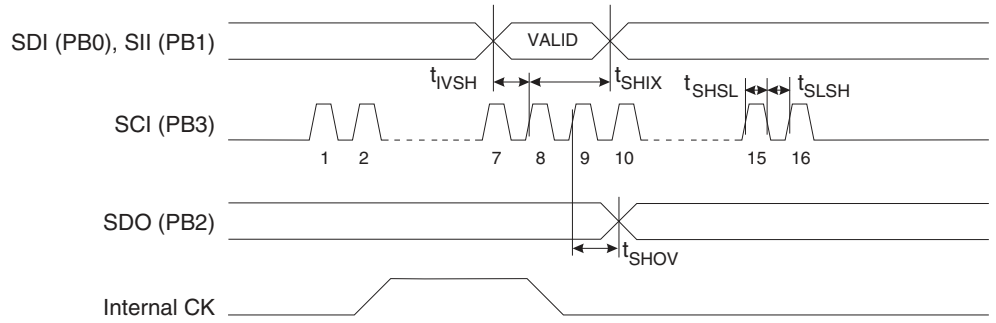 SDI (PB0), SII (PB1)
VALID
tIVSH
tSHIX
tSHSL
tSLSH
SCI (PB3)
1 2 7 8 9 10 15 16
SDO (PB2)
tSHOV
Internal CK